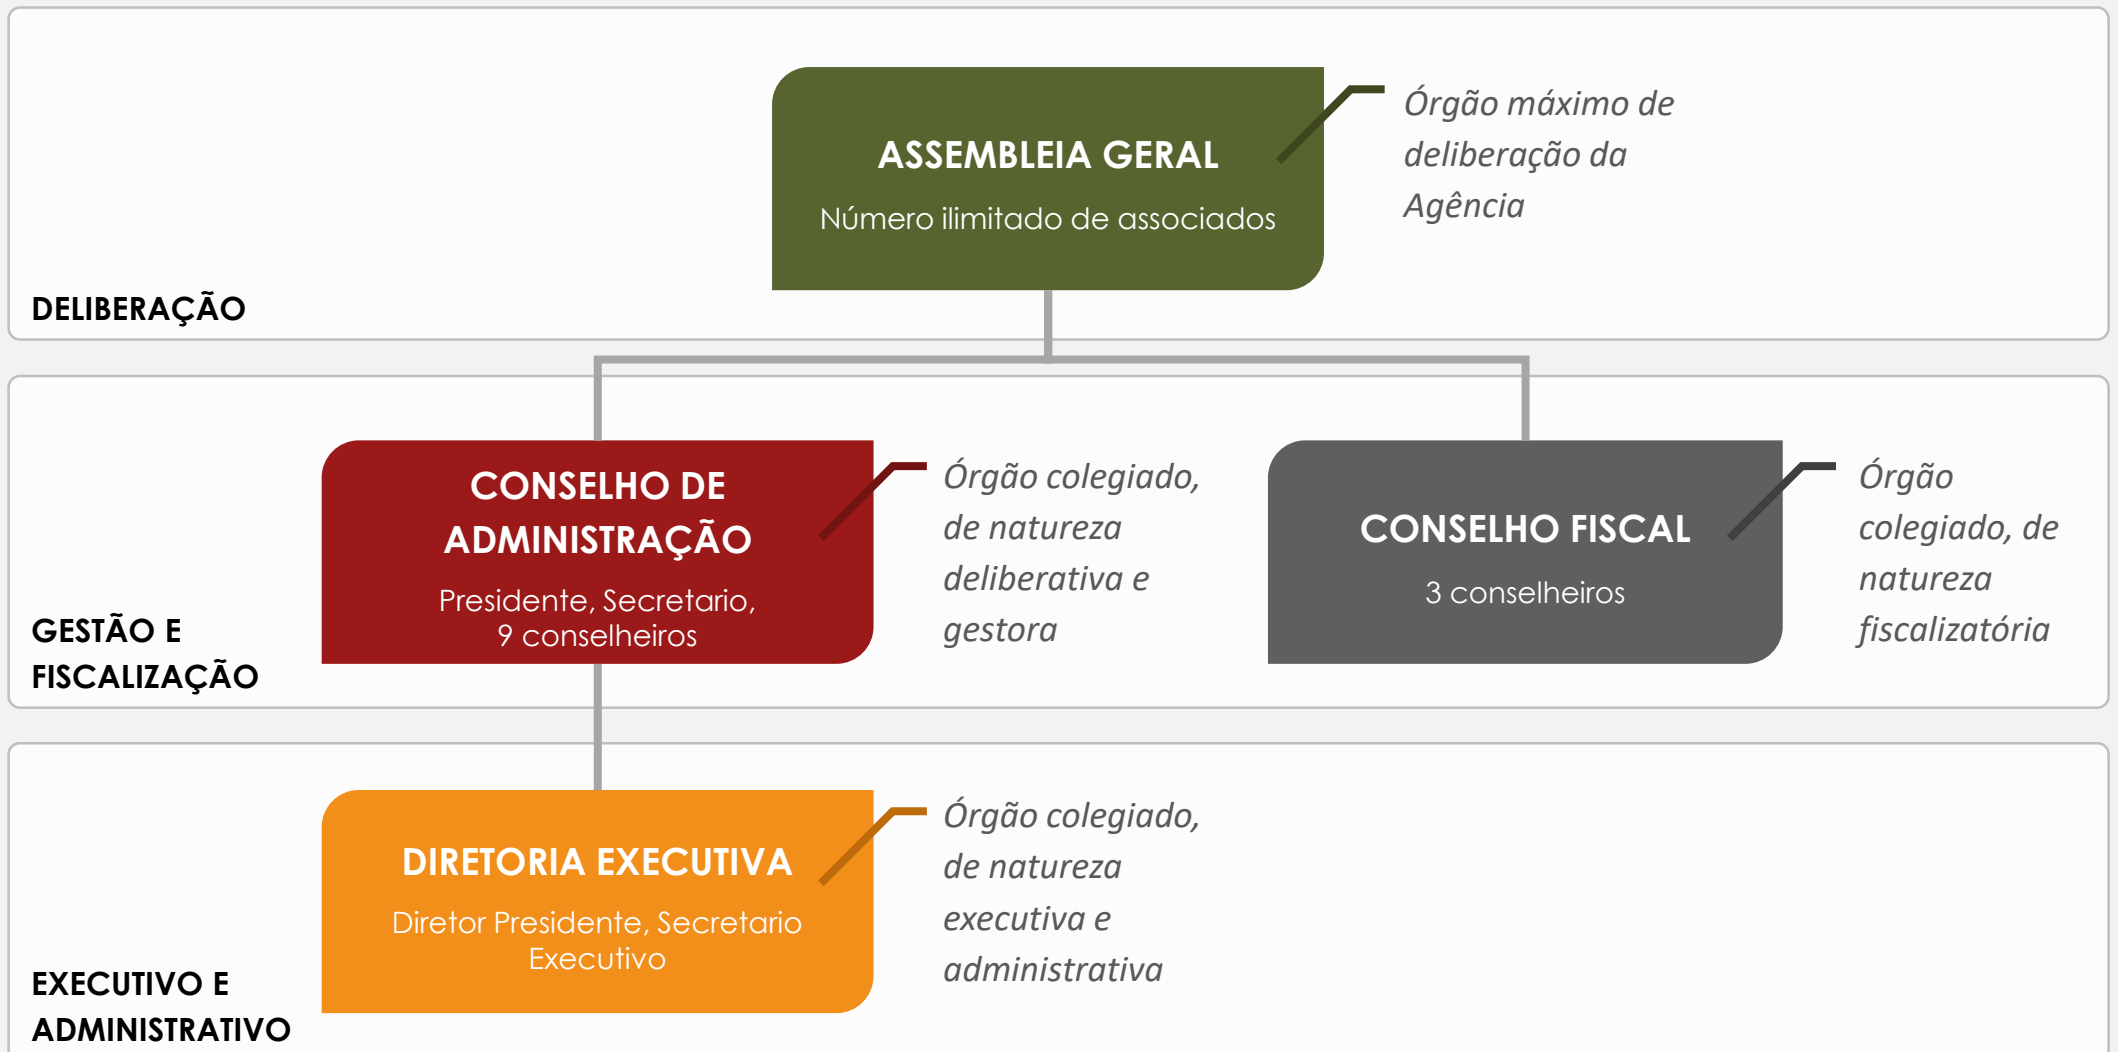 ASSEMBLEIA GERAL
Número ilimitado de associados
Órgão máximo de
deliberação da
Agência
DELIBERAÇÃO
CONSELHO DE
ADMINISTRAÇÃO
Presidente, Secretario,
9 conselheiros
Órgão colegiado,
de natureza
deliberativa e
gestora
CONSELHO FISCAL
3 conselheiros
Órgão
colegiado, de
natureza
fiscalizatória
GESTÃO E
FISCALIZAÇÃO
DIRETORIA EXECUTIVA
Diretor Presidente, Secretario
Executivo
Órgão colegiado,
de natureza
executiva e
administrativa
EXECUTIVO E
ADMINISTRATIVO